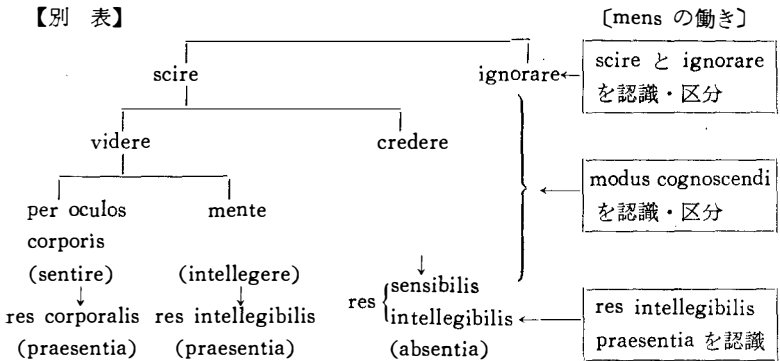 【別 表】
〔mens の働き〕
scire
ignorare
scire と ignorare
を認識・区分
videre
credere
modus cognoscendi
を認識・区分
per oculos
corporis
(sentire)
mente
(intellegere)
res corporalis
(praesentia)
res intellegibilis
(praesentia)
res { sensibilis
intellegibilis
(absentia)
res intellegibilis
praesentia を認識